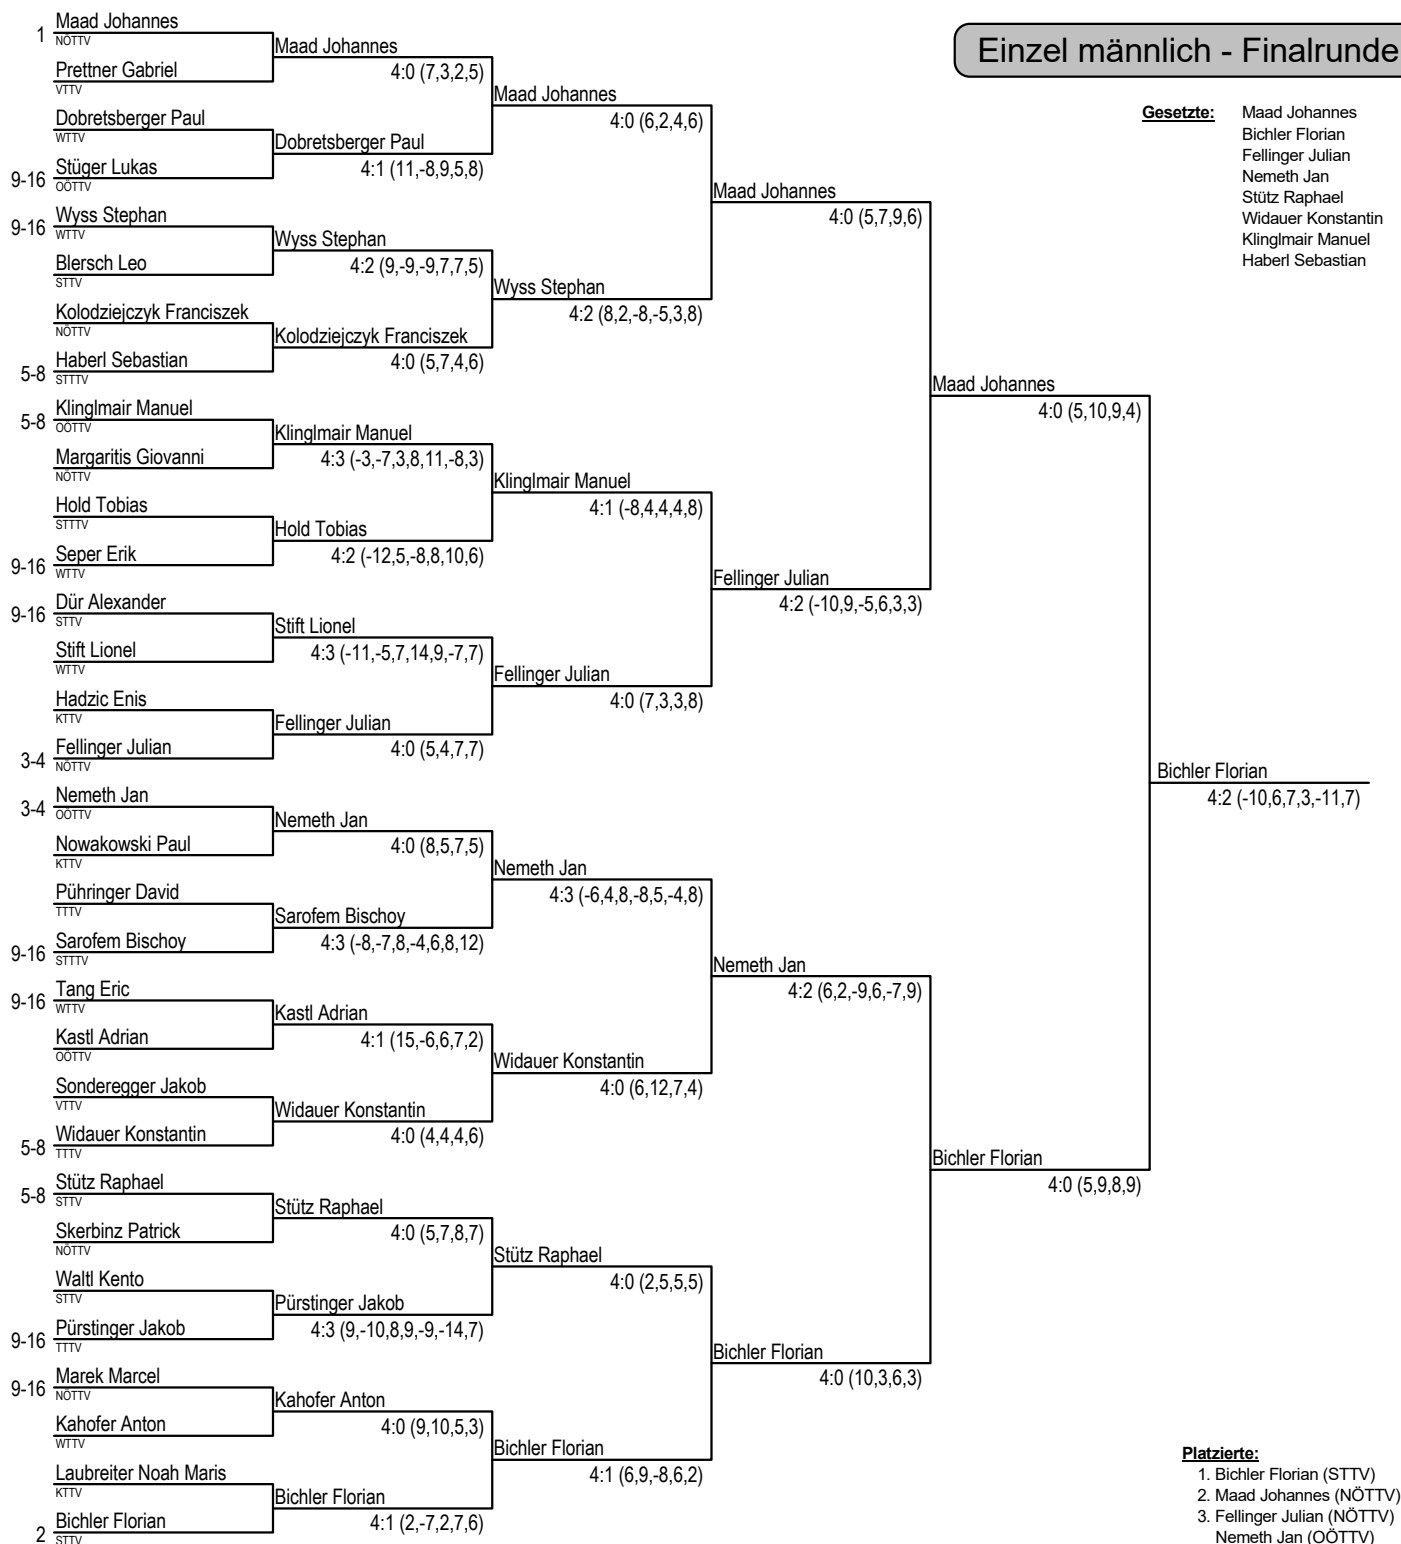 Einzel männlich - Finalrunde
Gesetzte:
Maad Johannes
Bichler Florian
Fellinger Julian
Nemeth Jan
Stütz Raphael
Widauer Konstantin
Klinglmair Manuel
Haberl Sebastian
1 Maad Johannes
NÖTTV
Prettner Gabriel
VTTV
Dobretsberger Paul
WTTV
9-16 Stüger Lukas
OÖTTV
9-16 Wyss Stephan
WTTV
Blersch Leo
STTV
Kolodziejczyk Franciszek
NÖTTV
5-8 Haberl Sebastian
STTTV
5-8 Klinglmair Manuel
OÖTTV
Margaritis Giovanni
NÖTTV
Hold Tobias
STTTV
9-16 Seper Erik
WTTV
9-16 Dür Alexander
STTV
Stift Lionel
WTTV
Hadzic Enis
KTTV
3-4 Fellinger Julian
NÖTTV
3-4 Nemeth Jan
OÖTTV
Nowakowski Paul
KTTV
Pühringer David
TTTV
9-16 Sarofem Bischoy
STTTV
9-16 Tang Eric
WTTV
Kastl Adrian
OÖTTV
Sonderegger Jakob
VTTV
5-8 Widauer Konstantin
TTTV
5-8 Stütz Raphael
STTV
Skerbinz Patrick
NÖTTV
Waltl Kento
STTV
9-16 Pürstinger Jakob
TTTV
9-16 Marek Marcel
NÖTTV
Kahofer Anton
WTTV
Laubreiter Noah Maris
KTTV
2 Bichler Florian
STTV
Maad Johannes
4:0 (7,3,2,5)
Dobretsberger Paul
4:1 (11,-8,9,5,8)
Wyss Stephan
4:2 (9,-9,-9,7,7,5)
Kolodziejczyk Franciszek
4:0 (5,7,4,6)
Klinglmair Manuel
4:3 (-3,-7,3,8,11,-8,3)
Hold Tobias
4:2 (-12,5,-8,8,10,6)
Stift Lionel
4:3 (-11,-5,7,14,9,-7,7)
Fellinger Julian
4:0 (5,4,7,7)
Nemeth Jan
4:0 (8,5,7,5)
Sarofem Bischoy
4:3 (-8,-7,8,-4,6,8,12)
Kastl Adrian
4:1 (15,-6,6,7,2)
Widauer Konstantin
4:0 (4,4,4,6)
Stütz Raphael
4:0 (5,7,8,7)
Pürstinger Jakob
4:3 (9,-10,8,9,-9,-14,7)
Kahofer Anton
4:0 (9,10,5,3)
Bichler Florian
4:1 (2,-7,2,7,6)
Maad Johannes
4:0 (6,2,4,6)
Wyss Stephan
4:2 (8,2,-8,-5,3,8)
Klinglmair Manuel
4:1 (-8,4,4,4,8)
Fellinger Julian
4:0 (7,3,3,8)
Nemeth Jan
4:3 (-6,4,8,-8,5,-4,8)
Widauer Konstantin
4:0 (6,12,7,4)
Stütz Raphael
4:0 (2,5,5,5)
Bichler Florian
4:1 (6,9,-8,6,2)
Maad Johannes
4:0 (5,7,9,6)
Fellinger Julian
4:2 (-10,9,-5,6,3,3)
Nemeth Jan
4:2 (6,2,-9,6,-7,9)
Bichler Florian
4:0 (10,3,6,3)
Maad Johannes
4:0 (5,10,9,4)
Bichler Florian
4:0 (5,9,8,9)
Bichler Florian
4:2 (-10,6,7,3,-11,7)
Platzierte:
1. Bichler Florian (STTV)
2. Maad Johannes (NÖTTV)
3. Fellinger Julian (NÖTTV)
Nemeth Jan (OÖTTV)